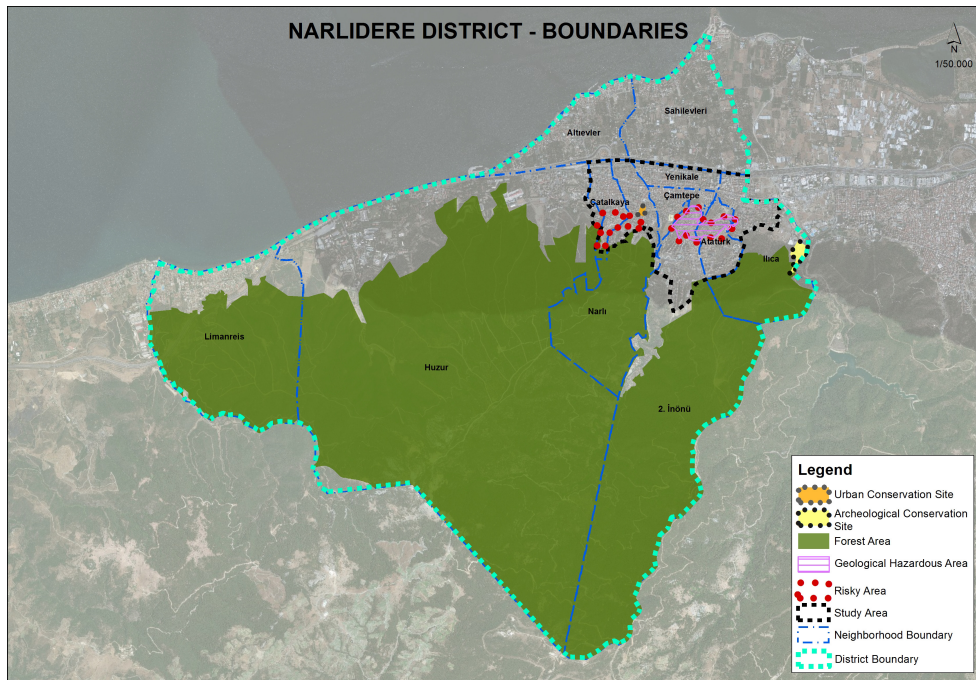 NARLIDERE DISTRICT - BOUNDARIES
N
1/50.000
Sahilevleri
Altıevler
Yenikale
Çamtepe
Çatalkaya
Atatürk
Ilıca
Narlı
Limanreis
Huzur
2. İnönü
Legend
Urban Conservation Site
Archeological Conservation
Site
Forest Area
Geological Hazardous Area
Risky Area
Study Area
Neighborhood Boundary
District Boundary